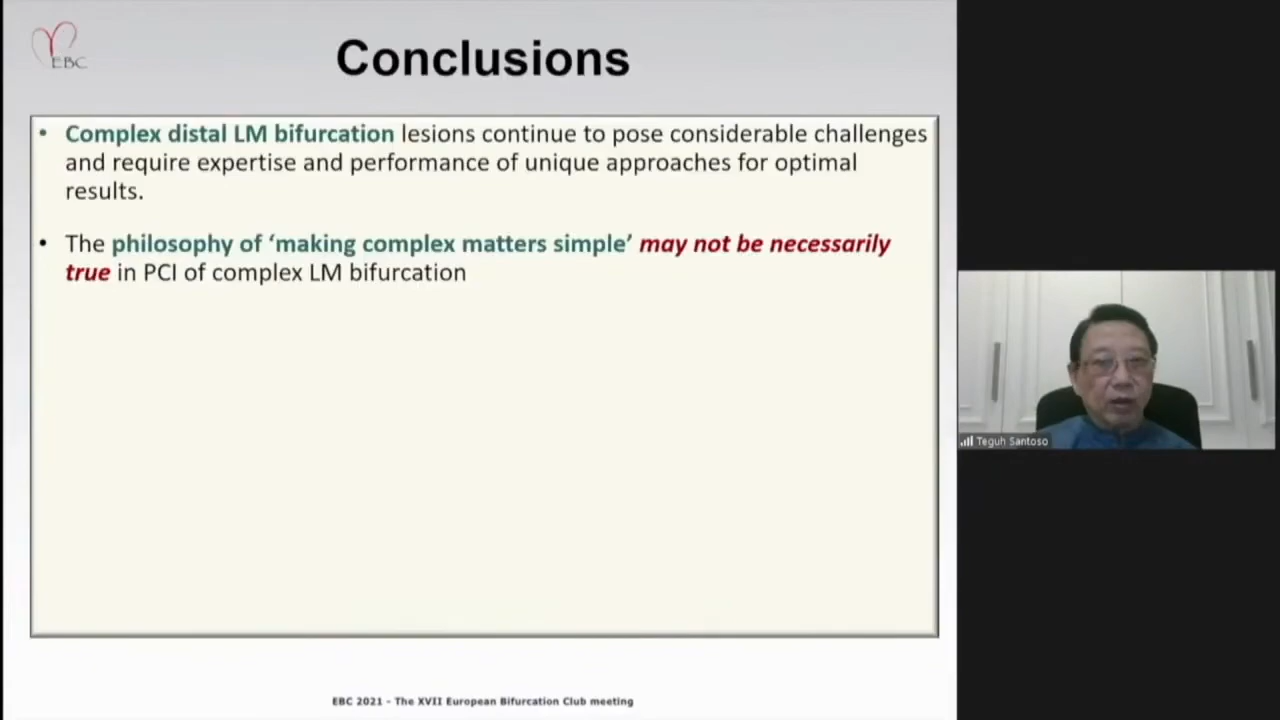 EBC
Conclusions
• Complex distal LM bifurcation lesions continue to pose considerable challenges
and require expertise and performance of unique approaches for optimal
results.
• The philosophy of ‘making complex matters simple’ may not be necessarily
true in PCI of complex LM bifurcation
Teguh Santoso
EBC 2021 - The XVII European Bifurcation Club meeting